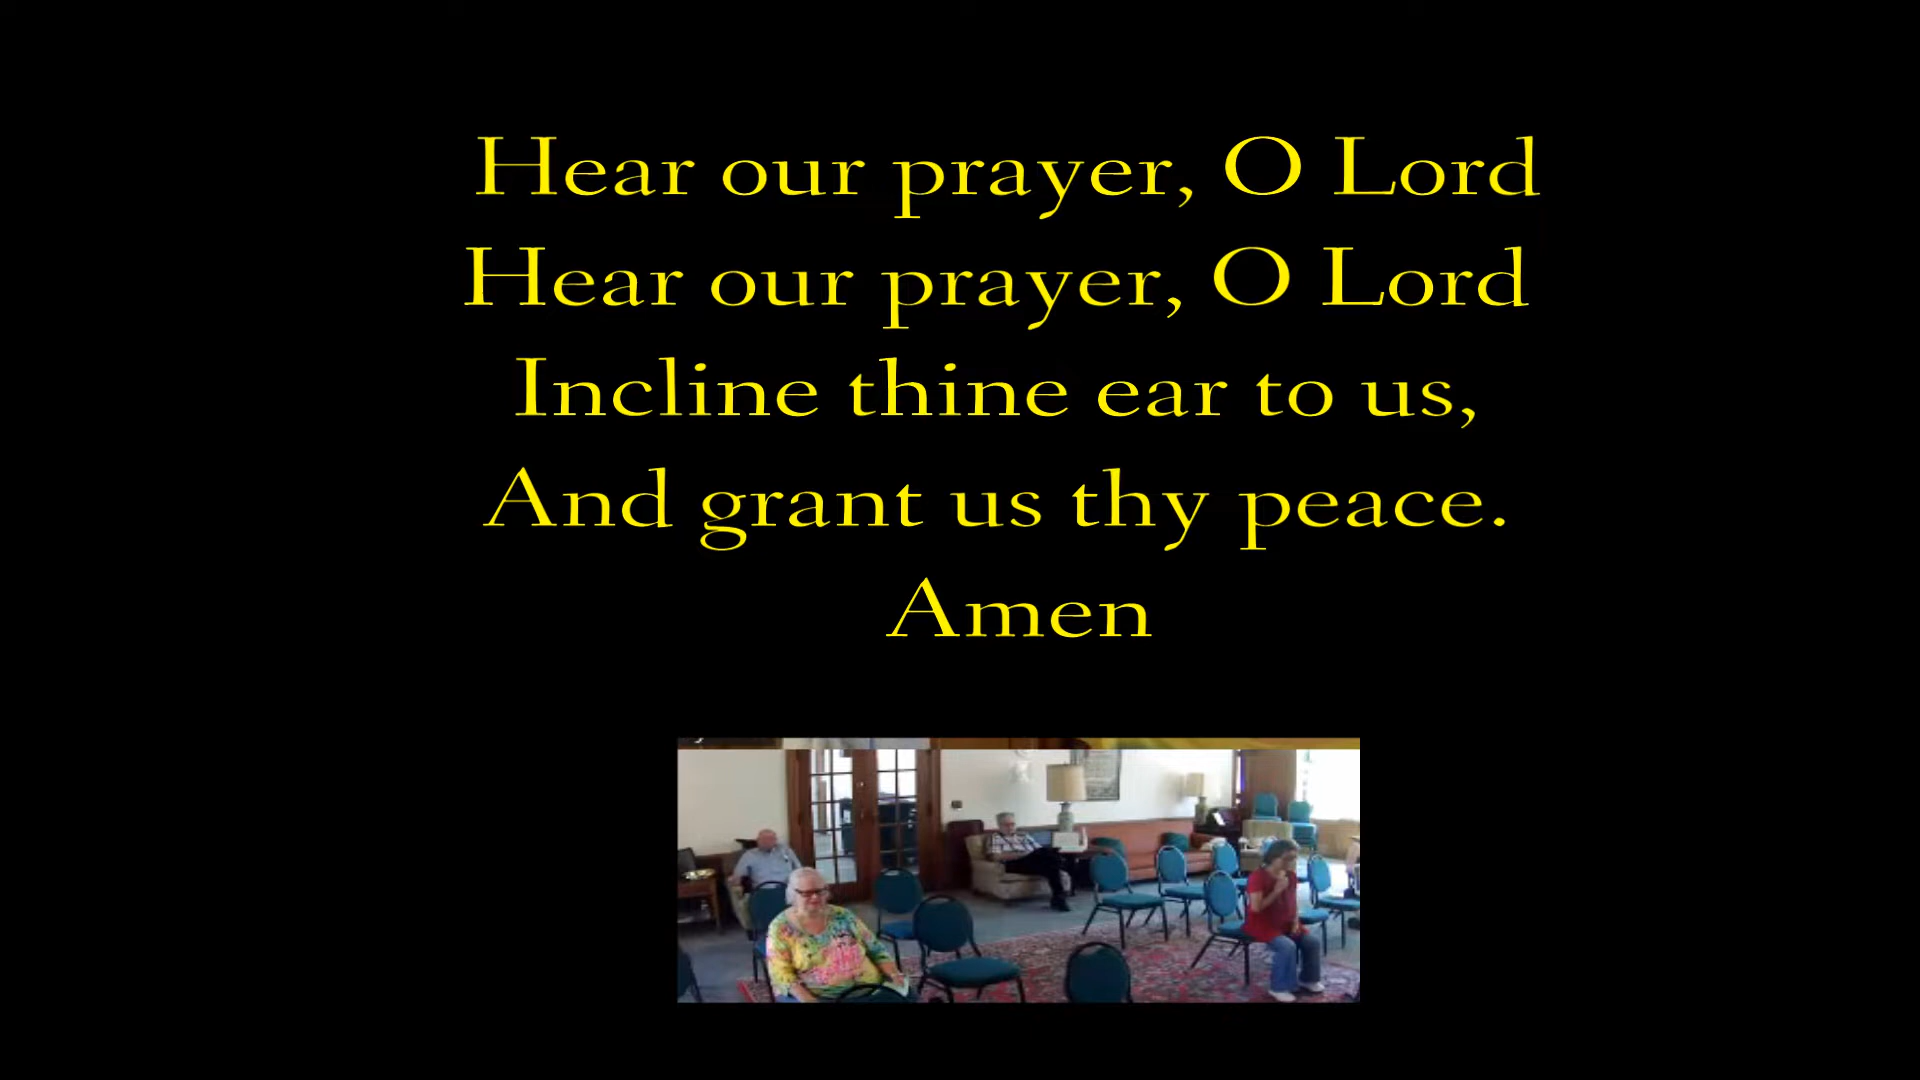 Hear our prayer, O Lord
Hear our prayer, O Lord
Incline thine ear to us,
And grant us thy peace.
Amen